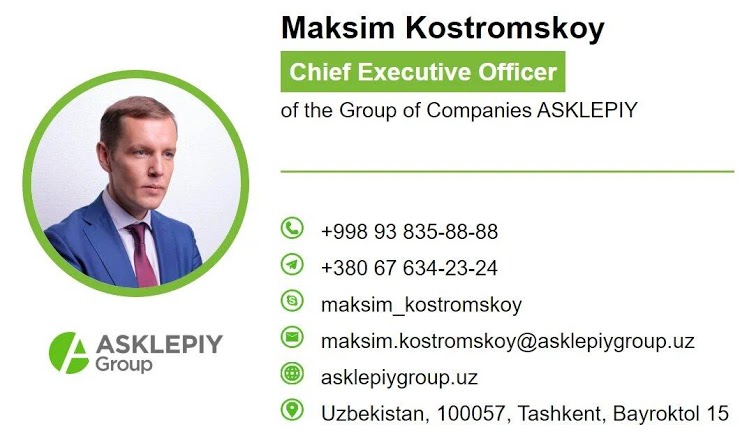 Maksim Kostromskoy
Chief Executive Officer
of the Group of Companies ASKLEPIY
+998 93 835-88-88
+380 67 634-23-24
maksim_kostromskoy
maksim.kostromskoy@asklepiygroup.uz
asklepiygroup.uz
Uzbekistan, 100057, Tashkent, Bayroktol 15
ASKLEPIY
Group